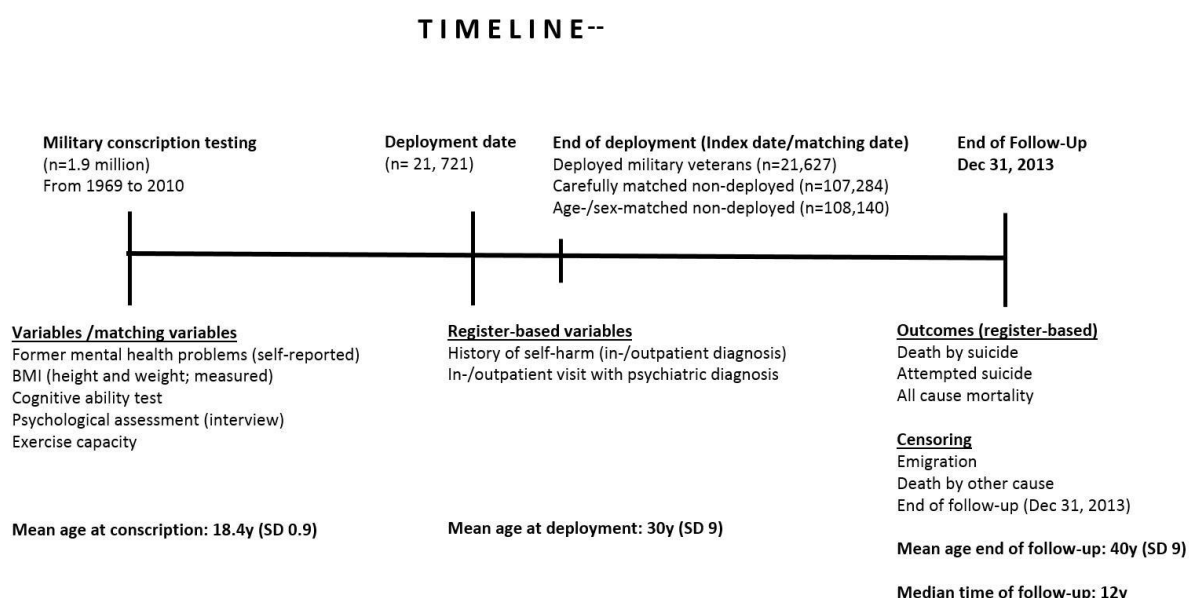 TIMELINE--
Military conscription testing
(n=1.9 million)
From 1969 to 2010
Deployment date
(n= 21, 721)
End of deployment (Index date/matching date)
Deployed military veterans (n=21,627)
Carefully matched non-deployed (n=107,284)
Age-/sex-matched non-deployed (n=108,140)
End of Follow-Up
Dec 31, 2013
Variables /matching variables
Former mental health problems (self-reported)
BMI (height and weight; measured)
Cognitive ability test
Psychological assessment (interview)
Exercise capacity
Mean age at conscription: 18.4y (SD 0.9)
Register-based variables
History of self-harm (in-/outpatient diagnosis)
In-/outpatient visit with psychiatric diagnosis
Mean age at deployment: 30y (SD 9)
Outcomes (register-based)
Death by suicide
Attempted suicide
All cause mortality
Censoring
Emigration
Death by other cause
End of follow-up (Dec 31, 2013)
Mean age end of follow-up: 40y (SD 9)
Median time of follow-up: 12y